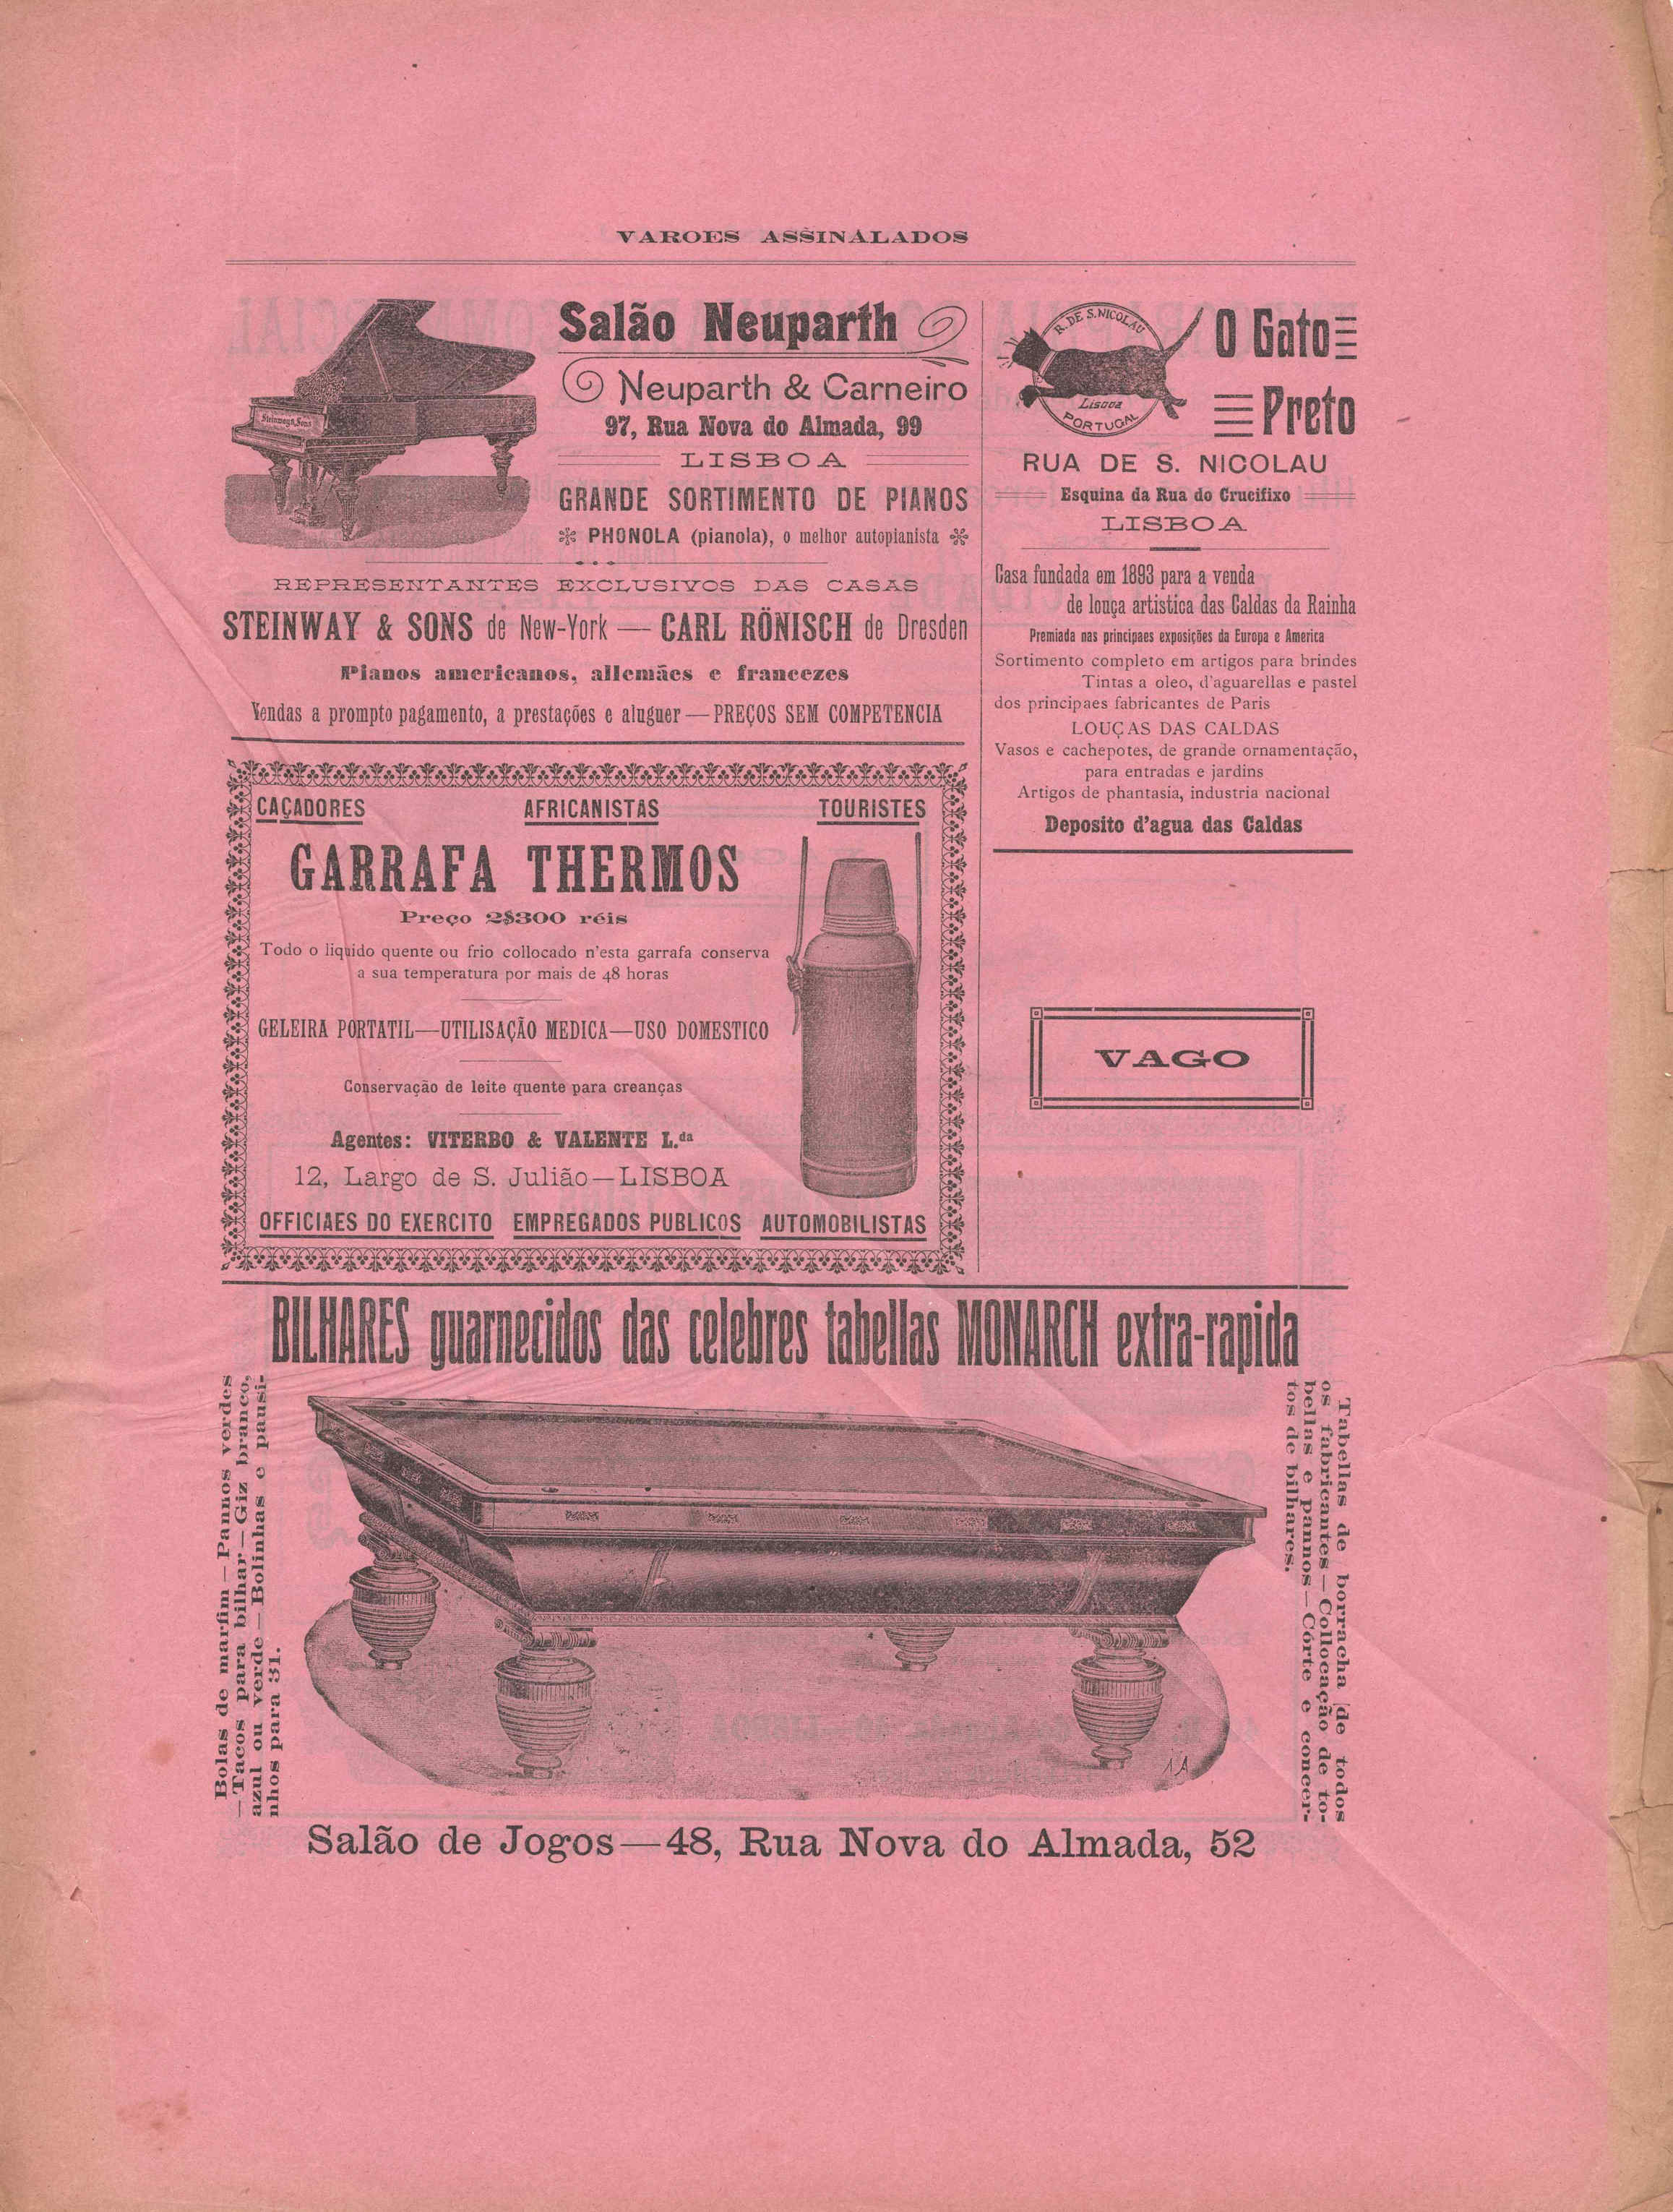 VAROES ASSINALADOS
Steinway & Sons
Salão Neuparth
Neuparth & Carneiro
97, Rua Nova do Almada, 99
LISBOA
GRANDE SORTIMENTO DE PIANOS
PHONOLA (pianola), o melhor autopianista
REPRESENTANTES EXCLUSIVOS DAS CASAS
STEINWAY & SONS de New-York — CARL RÖNISCH de Dresden
Pianos americanos, allemães e francezes
Vendas a prompto pagamento, a prestações e aluguer — PREÇOS SEM COMPETENCIA
R. DE S. NICOLAU
Lisboa
PORTUGAL
O Gato
Preto
RUA DE S. NICOLAU
Esquina da Rua do Crucifixo
LISBOA
Casa fundada em 1893 para a venda
de louça artistica das Caldas da Rainha
Premiada nas principaes exposições da Europa e America
Sortimento completo em artigos para brindes
Tintas a oleo, d'aguarellas e pastel
dos principaes fabricantes de Paris
LOUÇAS DAS CALDAS
Vasos e cachepotes, de grande ornamentação,
para entradas e jardins
Artigos de phantasia, industria nacional
Deposito d'agua das Caldas
CAÇADORES AFRICANISTAS TOURISTES
GARRAFA THERMOS
Preço 2$300 réis
Todo o liquido quente ou frio collocado n'esta garrafa conserva
a sua temperatura por mais de 48 horas
GELEIRA PORTATIL—UTILISAÇÃO MEDICA—USO DOMESTICO
Conservação de leite quente para creanças
Agentes: VITERBO & VALENTE L.da
12, Largo de S. Julião—LISBOA
OFFICIAES DO EXERCITO EMPREGADOS PUBLICOS AUTOMOBILISTAS
VAGO
BILHARES guarnecidos das celebres tabellas MONARCH extra-rapida
Bolas de marfim—Pannos verdes
—Tacos para bilhar—Giz branco,
azul ou verde—Bolinhas e pausi-
nhos para 31.
Tabellas de borracha de todos
os fabricantes—Collocação de ta-
bellas e pannos—Córte e concer-
tos de bilhares.
Salão de Jogos—48, Rua Nova do Almada, 52